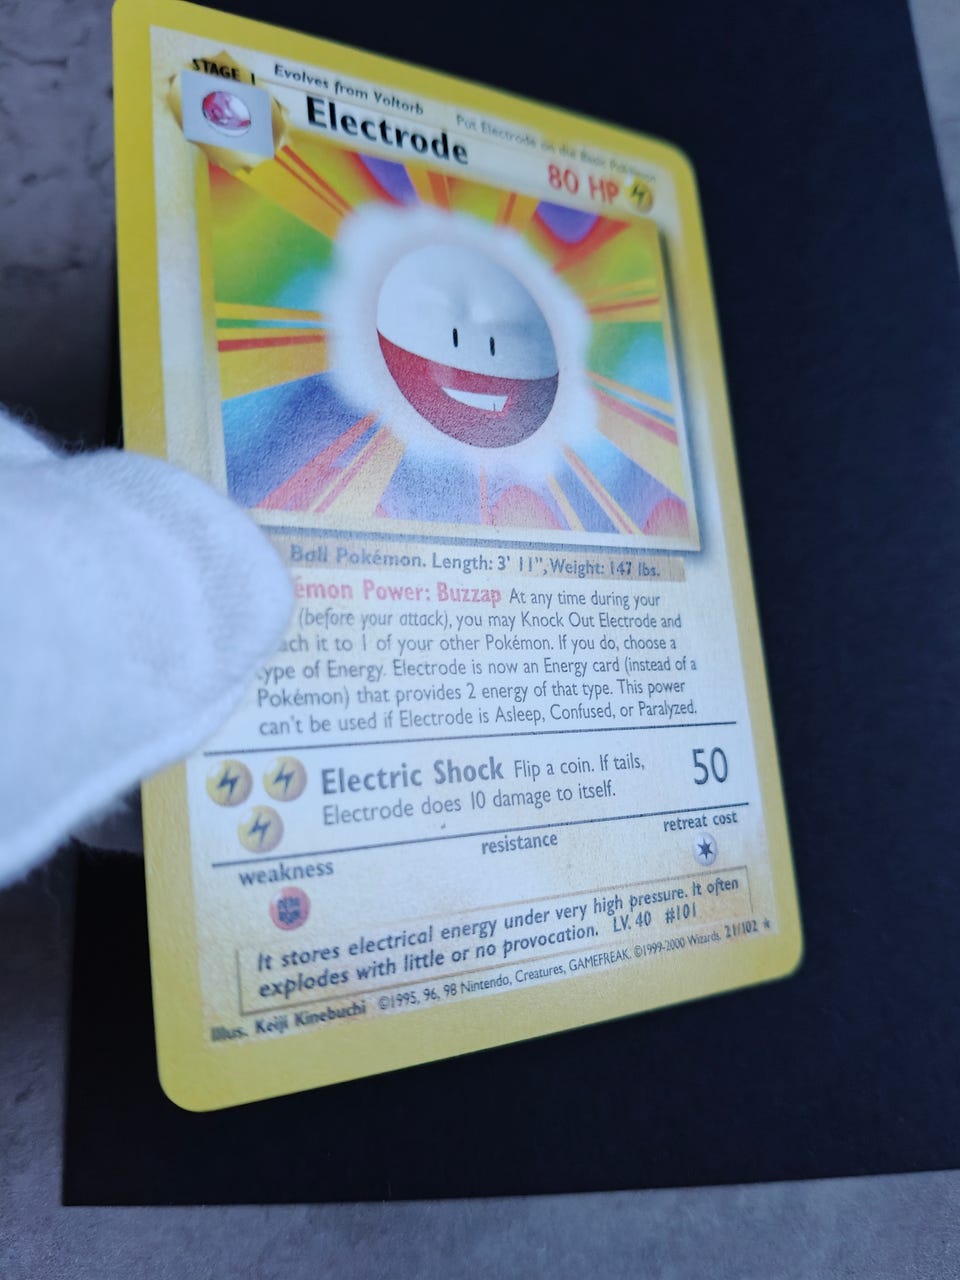 STAGE 1
Evolves from Voltorb
Put Electrode on the Basic Pokémon
Electrode
80 HP
Ball Pokémon. Length: 3' 11", Weight: 147 lbs.
émon Power: Buzzap At any time during your
(before your attack), you may Knock Out Electrode and
ach it to 1 of your other Pokémon. If you do, choose a
type of Energy. Electrode is now an Energy card (instead of a
Pokémon) that provides 2 energy of that type. This power
can't be used if Electrode is Asleep, Confused, or Paralyzed.
Electric Shock Flip a coin. If tails,
Electrode does 10 damage to itself.
50
weakness
resistance
retreat cost
It stores electrical energy under very high pressure. It often
explodes with little or no provocation. LV. 40 #101
Illus. Keiji Kinebuchi ©1995, 96, 98 Nintendo, Creatures, GAMEFREAK. ©1999-2000 Wizards. 21/102 ★